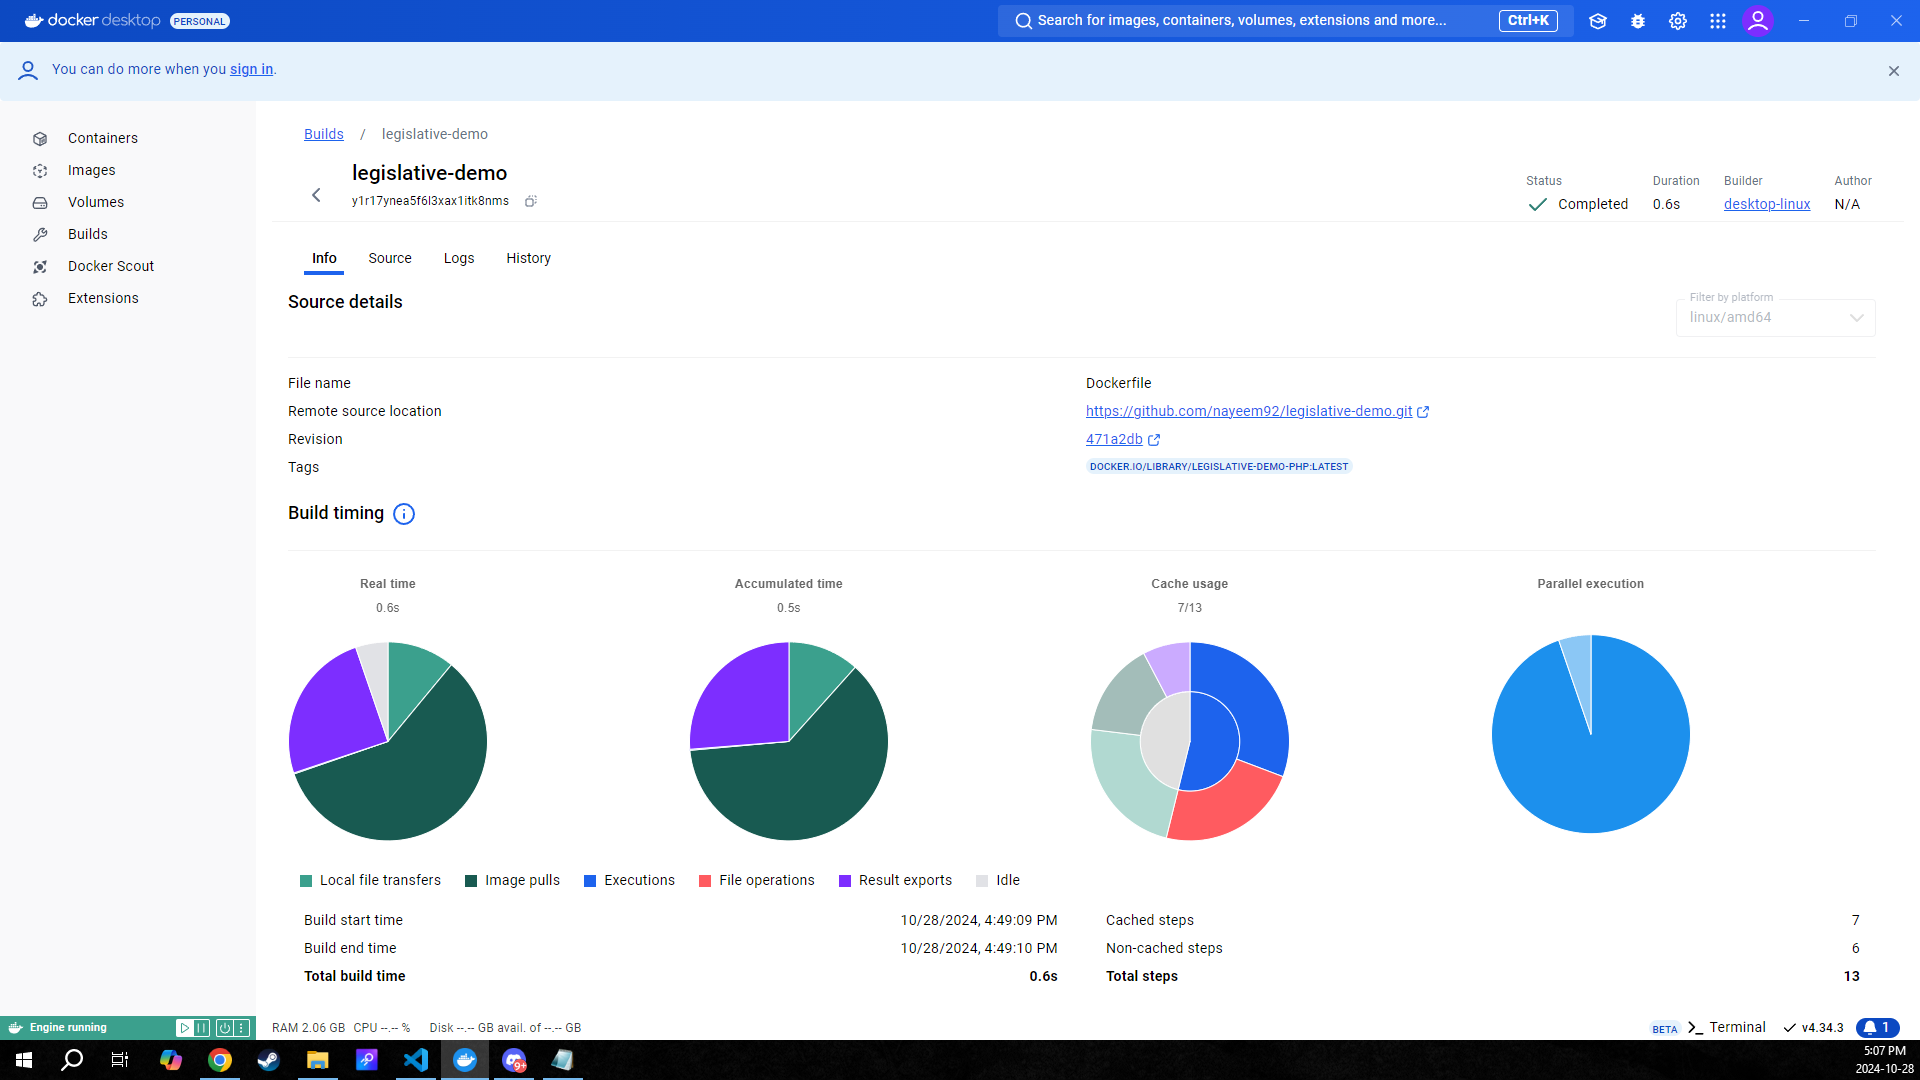 docker desktop PERSONAL
Search for images, containers, volumes, extensions and more... Ctrl+K
You can do more when you sign in.
Containers
Images
Volumes
Builds
Docker Scout
Extensions
Builds / legislative-demo
legislative-demo
y1r17ynea5f6l3xax1itk8nms
Status
Completed
Duration
0.6s
Builder
desktop-linux
Author
N/A
Info Source Logs History
Source details
Filter by platform
linux/amd64
File name Dockerfile
Remote source location https://github.com/nayeem92/legislative-demo.git
Revision 471a2db
Tags DOCKER.IO/LIBRARY/LEGISLATIVE-DEMO-PHP:LATEST
Build timing
Real time
0.6s
Accumulated time
0.5s
Cache usage
7/13
Parallel execution
Local file transfers Image pulls Executions File operations Result exports Idle
Build start time 10/28/2024, 4:49:09 PM
Build end time 10/28/2024, 4:49:10 PM
Total build time 0.6s
Cached steps 7
Non-cached steps 6
Total steps 13
Engine running
RAM 2.06 GB CPU --.-- % Disk --.-- GB avail. of --.-- GB
BETA Terminal v4.34.3 1
9+
5:07 PM
2024-10-28